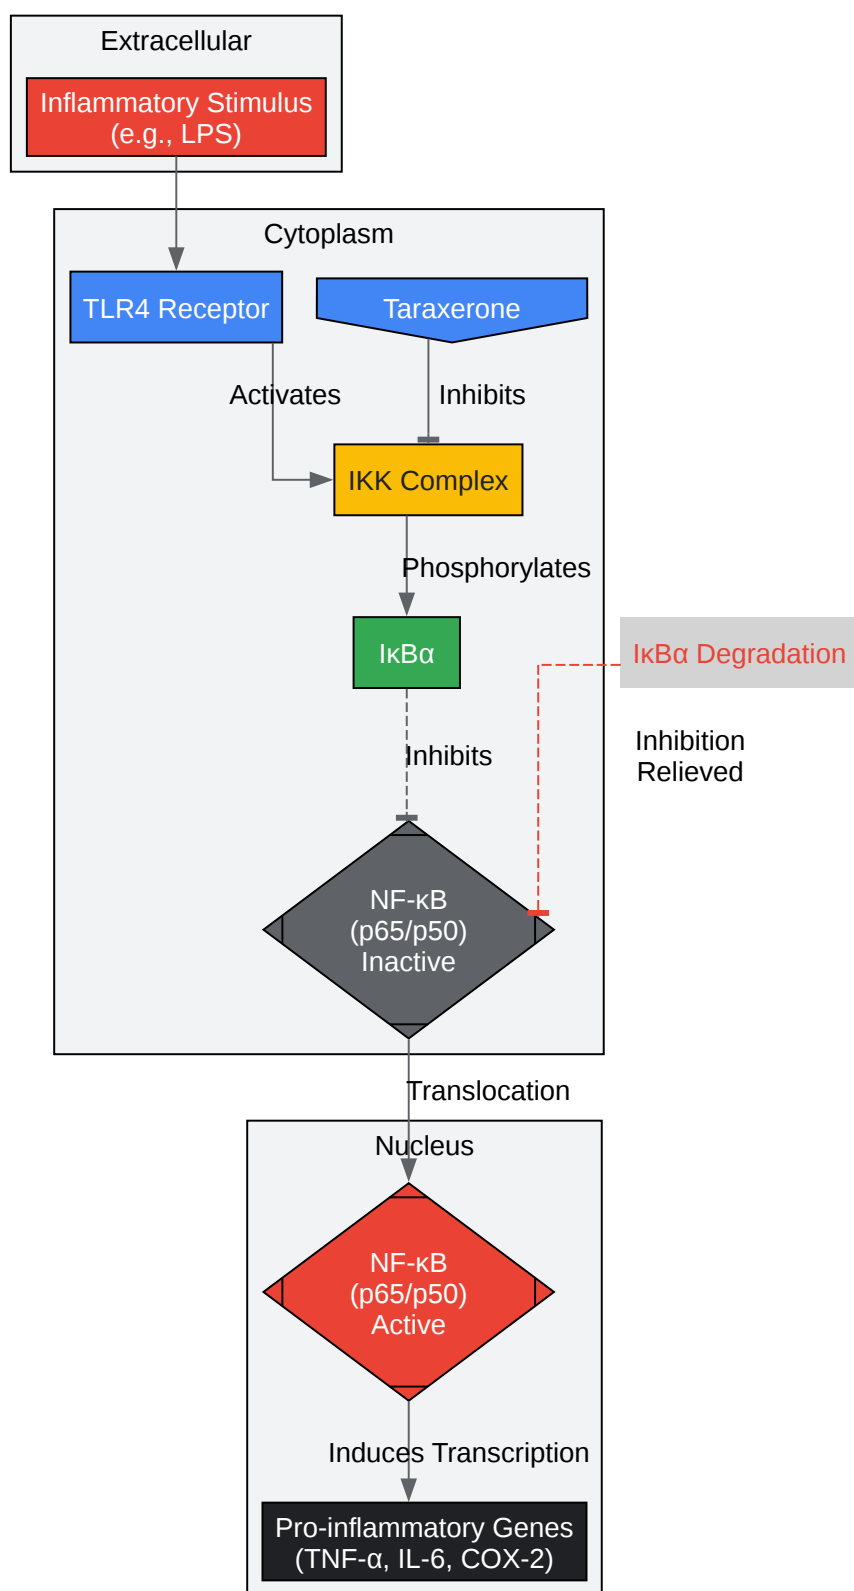 Extracellular
Inflammatory Stimulus
(e.g., LPS)
Cytoplasm
TLR4 Receptor
Taraxerone
Activates
Inhibits
IKK Complex
Phosphorylates
IκBα
IκBα Degradation
Inhibits
Inhibition
Relieved
NF-κB
(p65/p50)
Inactive
Translocation
Nucleus
NF-κB
(p65/p50)
Active
Induces Transcription
Pro-inflammatory Genes
(TNF-α, IL-6, COX-2)